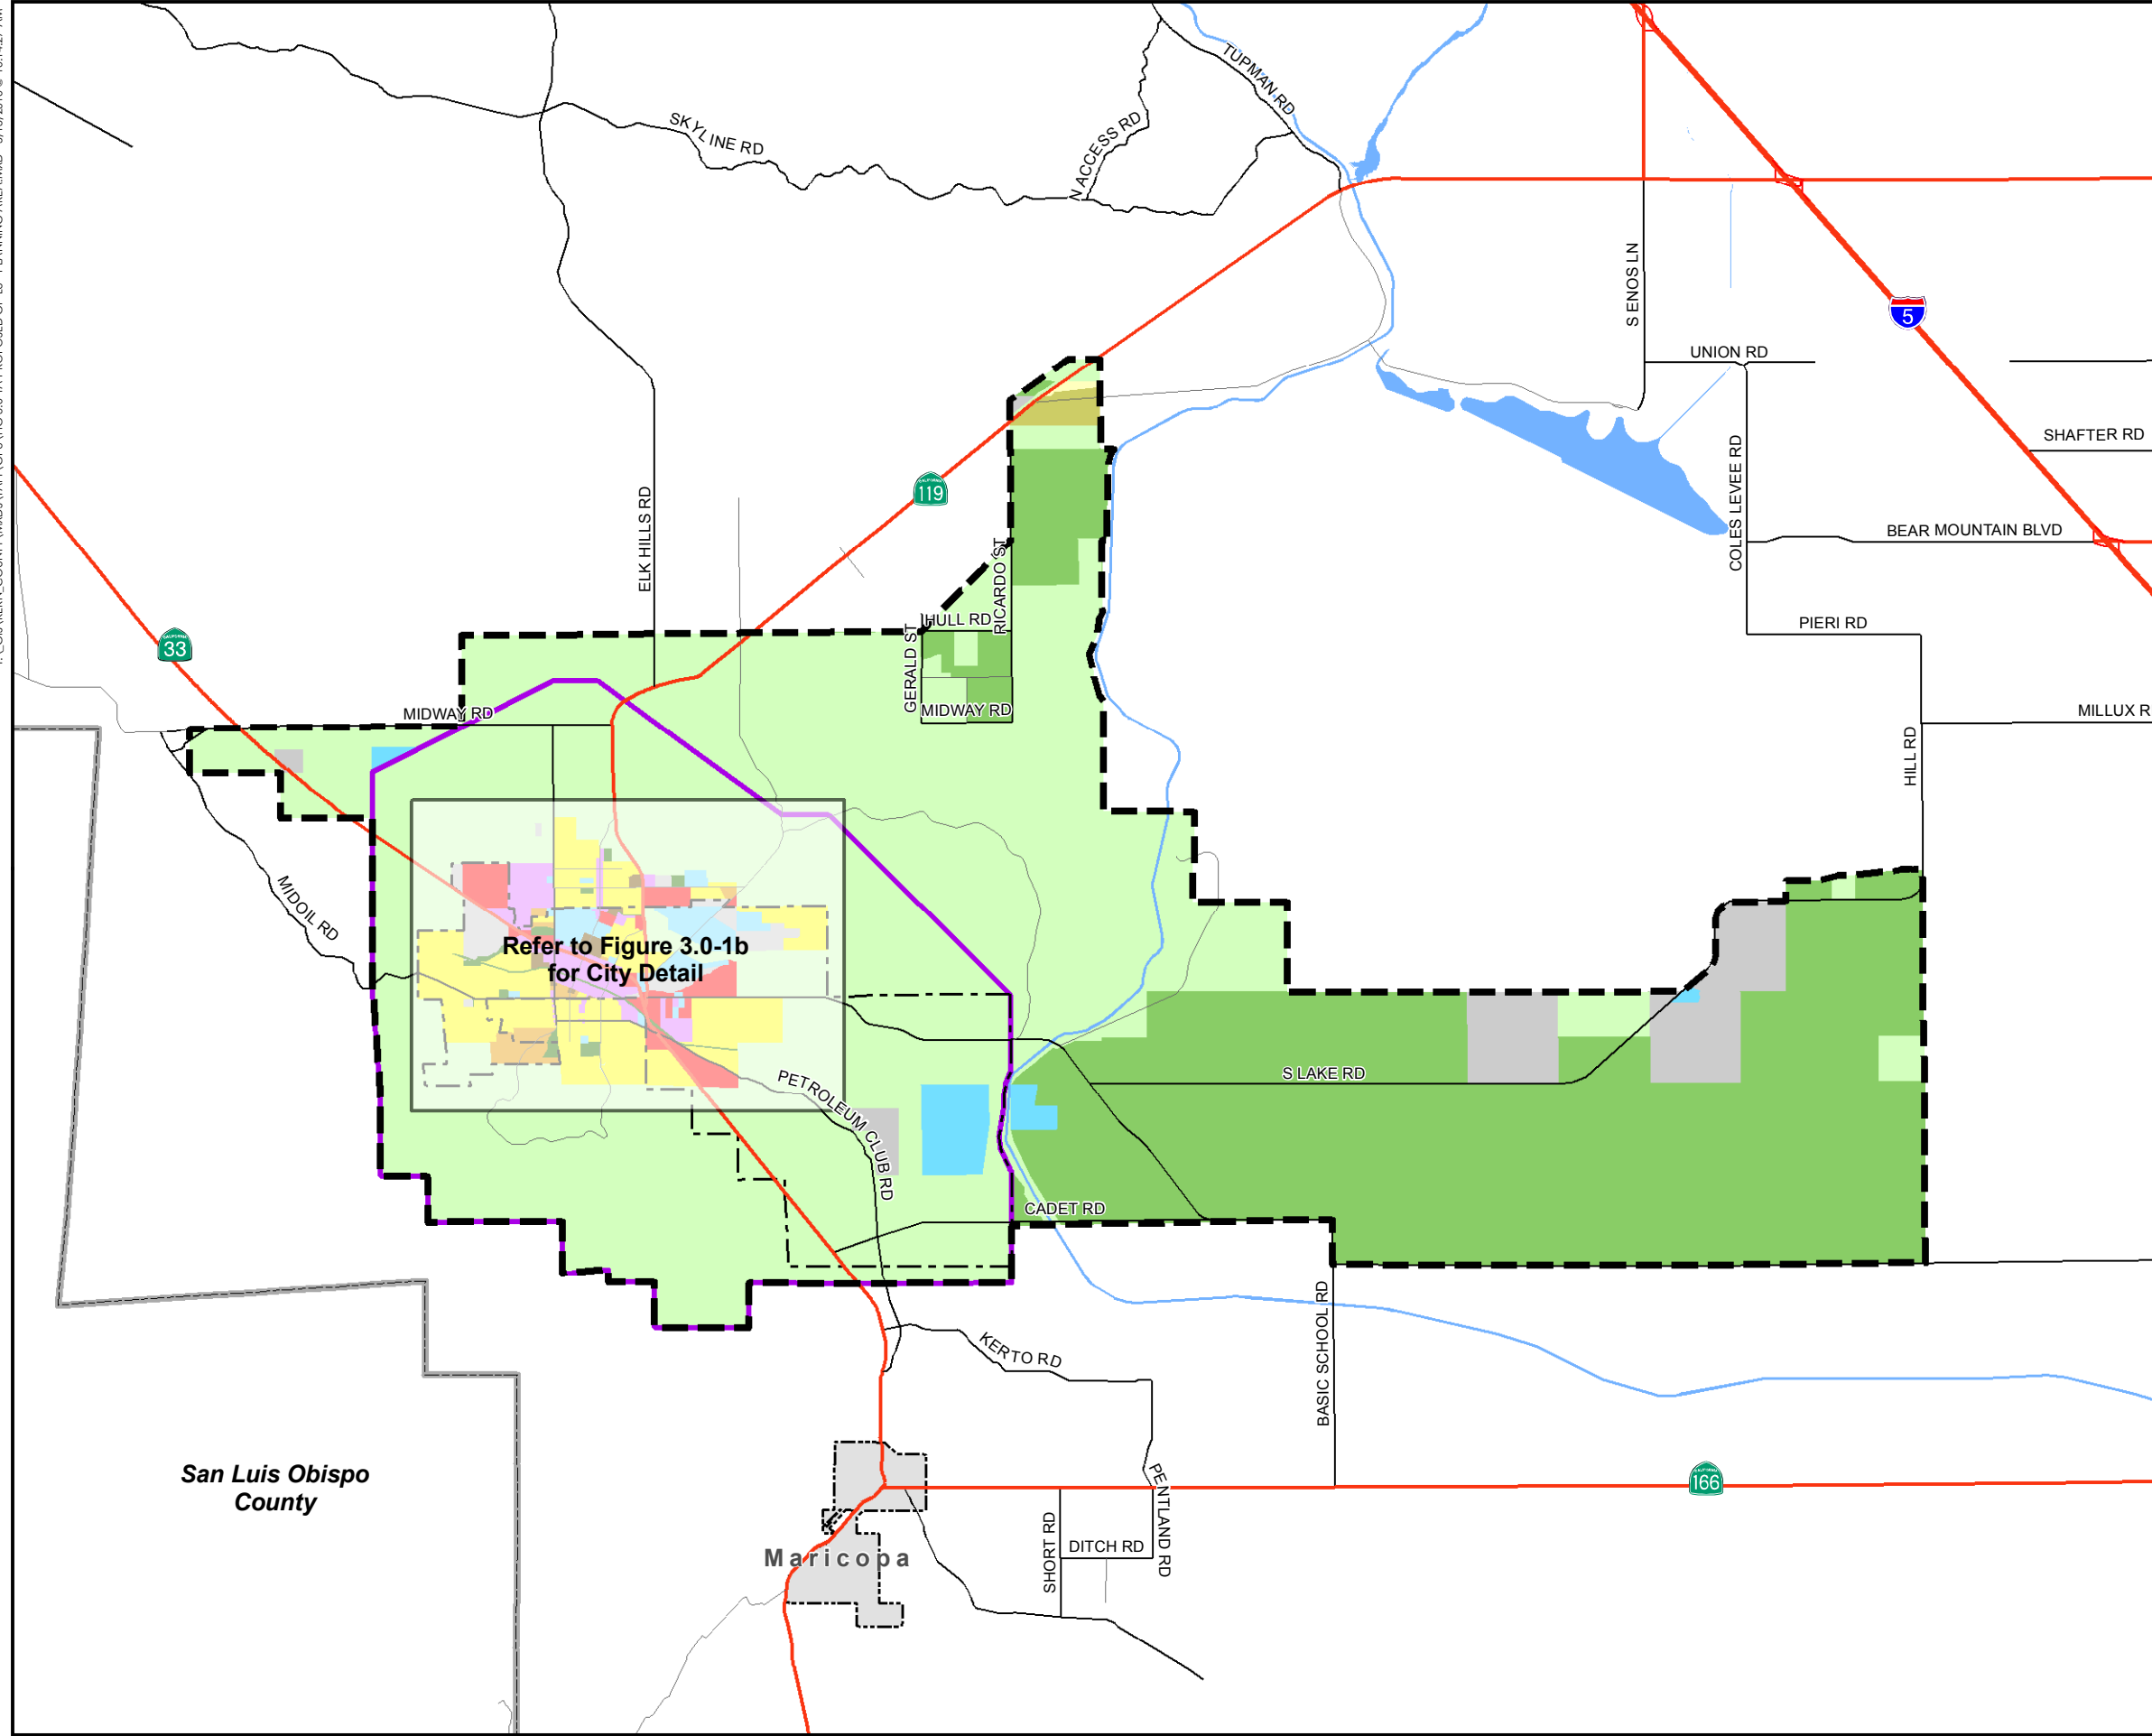 TUPMAN RD
SKYLINE RD
N ACCESS RD
S ENOS LN
5
UNION RD
SHAFTER RD
COLES LEVEE RD
CALIFORNIA
119
ELK HILLS RD
BEAR MOUNTAIN BLVD
RICARDO ST
HULL RD
PIERI RD
CALIFORNIA
33
GERALD ST
MIDWAY RD
MIDWAY RD
MILLUX R
HILL RD
MIDOIL RD
Refer to Figure 3.0-1b
for City Detail
S LAKE RD
PETROLEUM CLUB RD
CADET RD
BASIC SCHOOL RD
KERTO RD
San Luis Obispo
County
CALIFORNIA
166
PENTLAND RD
SHORT RD
DITCH RD
Maricopa